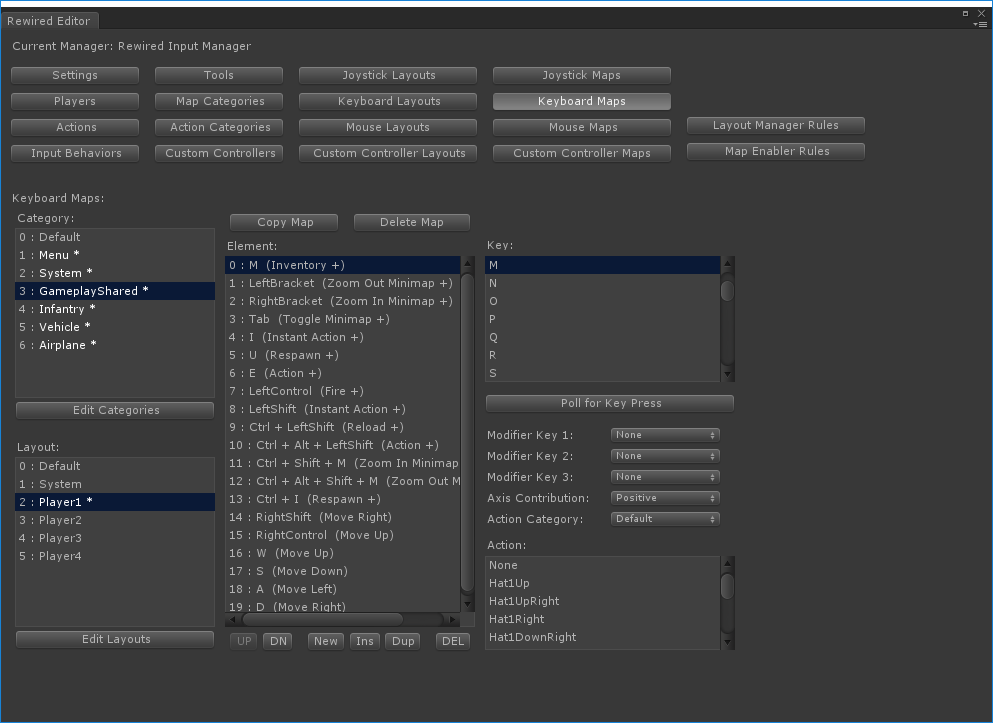 Rewired Editor
Current Manager: Rewired Input Manager
Settings Tools Joystick Layouts Joystick Maps
Players Map Categories Keyboard Layouts Keyboard Maps
Actions Action Categories Mouse Layouts Mouse Maps Layout Manager Rules
Input Behaviors Custom Controllers Custom Controller Layouts Custom Controller Maps Map Enabler Rules
Keyboard Maps:
Category:
0 : Default
1 : Menu *
2 : System *
3 : GameplayShared *
4 : Infantry *
5 : Vehicle *
6 : Airplane *
Edit Categories
Layout:
0 : Default
1 : System
2 : Player1 *
3 : Player2
4 : Player3
5 : Player4
Edit Layouts
Copy Map Delete Map
Element:
0 : M (Inventory +)
1 : LeftBracket (Zoom Out Minimap +)
2 : RightBracket (Zoom In Minimap +)
3 : Tab (Toggle Minimap +)
4 : I (Instant Action +)
5 : U (Respawn +)
6 : E (Action +)
7 : LeftControl (Fire +)
8 : LeftShift (Instant Action +)
9 : Ctrl + LeftShift (Reload +)
10 : Ctrl + Alt + LeftShift (Action +)
11 : Ctrl + Shift + M (Zoom In Minimap
12 : Ctrl + Alt + Shift + M (Zoom Out M
13 : Ctrl + I (Respawn +)
14 : RightShift (Move Right)
15 : RightControl (Move Up)
16 : W (Move Up)
17 : S (Move Down)
18 : A (Move Left)
19 : D (Move Right)
UP DN New Ins Dup DEL
Key:
M
N
O
P
Q
R
S
Poll for Key Press
Modifier Key 1: None
Modifier Key 2: None
Modifier Key 3: None
Axis Contribution: Positive
Action Category: Default
Action:
None
Hat1Up
Hat1UpRight
Hat1Right
Hat1DownRight